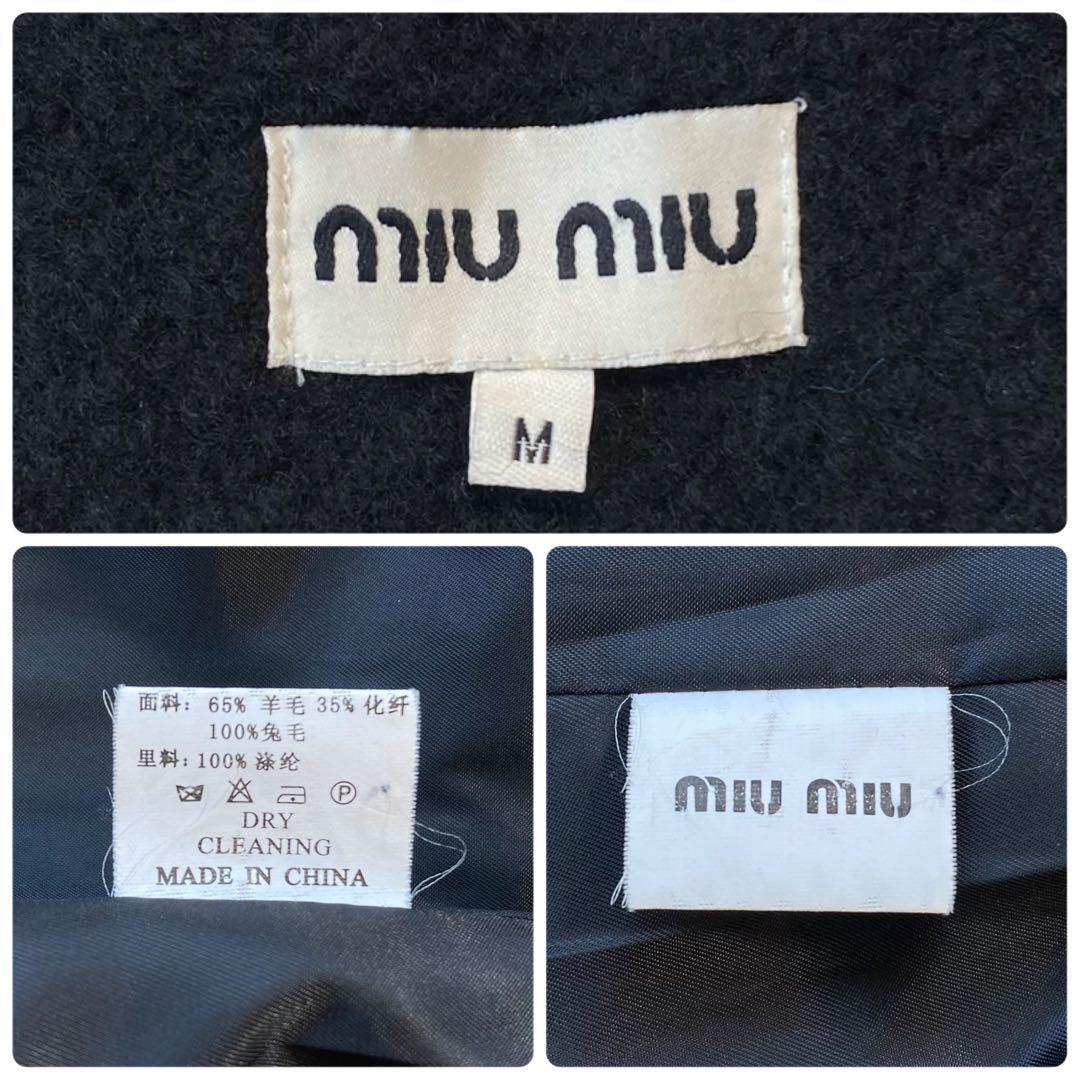 miu miu
M
面料: 65% 羊毛 35% 化纤
100%兔毛
里料: 100% 涤纶
P
DRY
CLEANING
MADE IN CHINA
miu miu